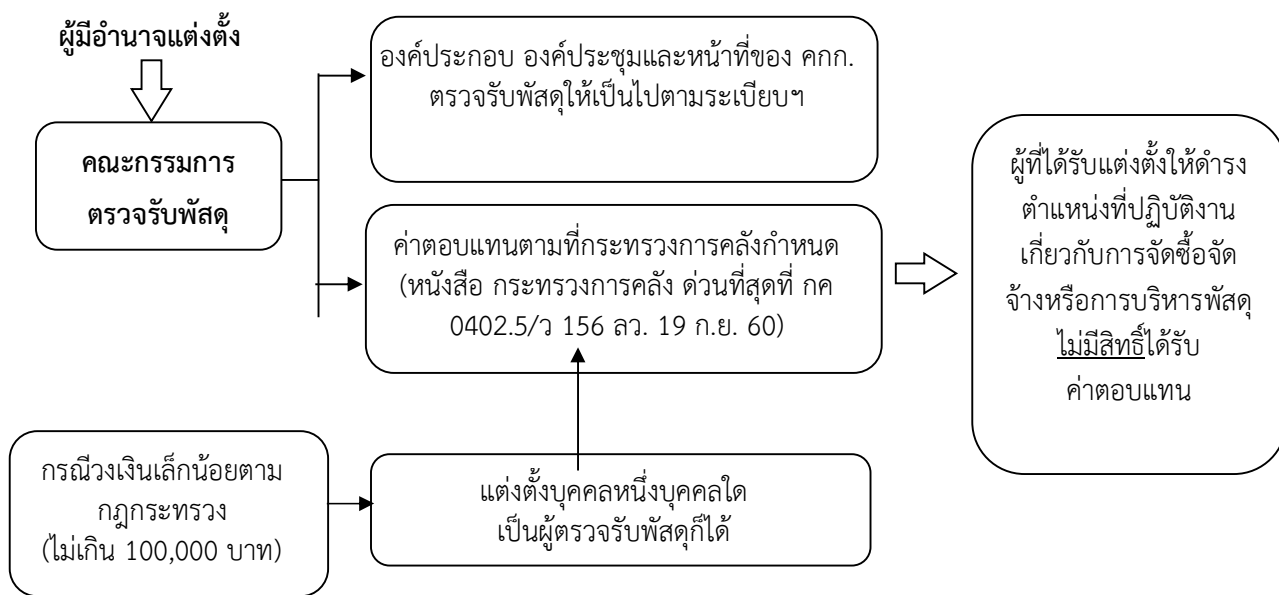 ผู้มีอำนาจแต่งตั้ง
คณะกรรมการ
ตรวจรับพัสดุ
องค์ประกอบ องค์ประชุมและหน้าที่ของ คกก.
ตรวจรับพัสดุให้เป็นไปตามระเบียบฯ
ค่าตอบแทนตามที่กระทรวงการคลังกำหนด
(หนังสือ กระทรวงการคลัง ด่วนที่สุดที่ กค
0402.5/ว 156 ลว. 19 ก.ย. 60)
ผู้ที่ได้รับแต่งตั้งให้ดำรง
ตำแหน่งที่ปฏิบัติงาน
เกี่ยวกับการจัดซื้อจัด
จ้างหรือการบริหารพัสดุ
ไม่มีสิทธิ์ได้รับ
ค่าตอบแทน
กรณีวงเงินเล็กน้อยตาม
กฎกระทรวง
(ไม่เกิน 100,000 บาท)
แต่งตั้งบุคคลหนึ่งบุคคลใด
เป็นผู้ตรวจรับพัสดุก็ได้